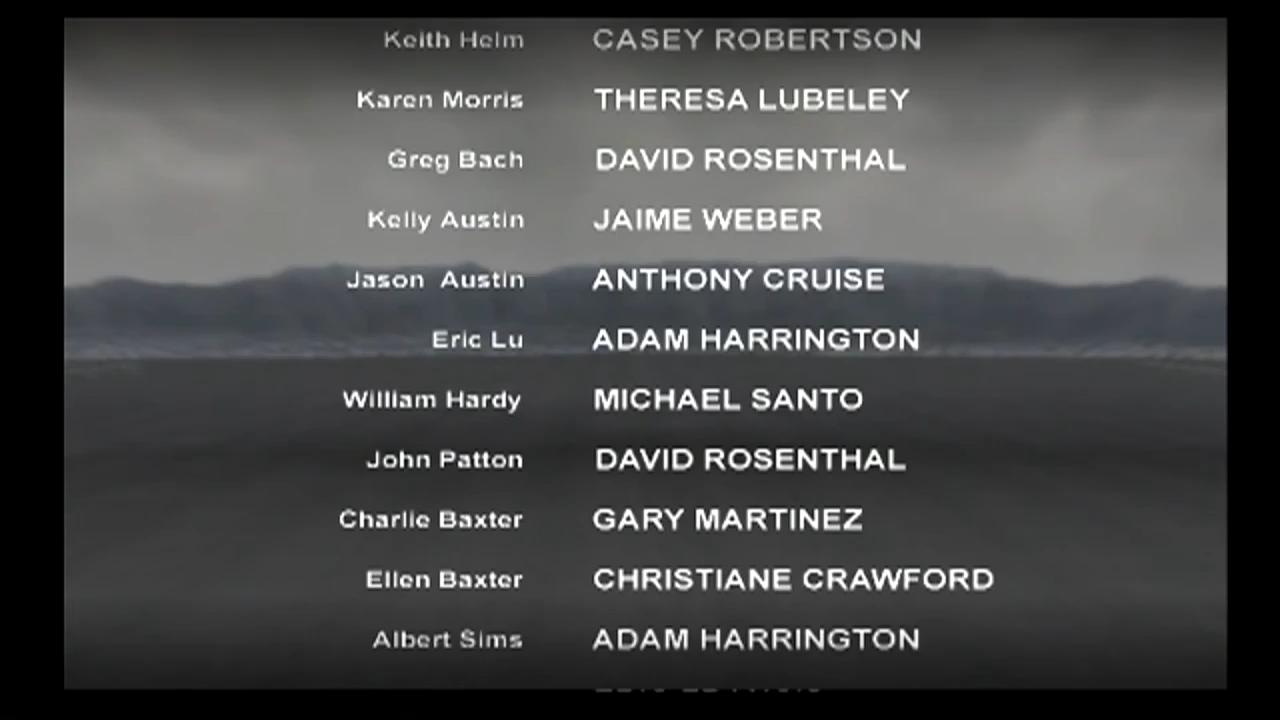 Keith Helm CASEY ROBERTSON
Karen Morris THERESA LUBELEY
Greg Bach DAVID ROSENTHAL
Kelly Austin JAIME WEBER
Jason Austin ANTHONY CRUISE
Eric Lu ADAM HARRINGTON
William Hardy MICHAEL SANTO
John Patton DAVID ROSENTHAL
Charlie Baxter GARY MARTINEZ
Ellen Baxter CHRISTIANE CRAWFORD
Albert Sims ADAM HARRINGTON